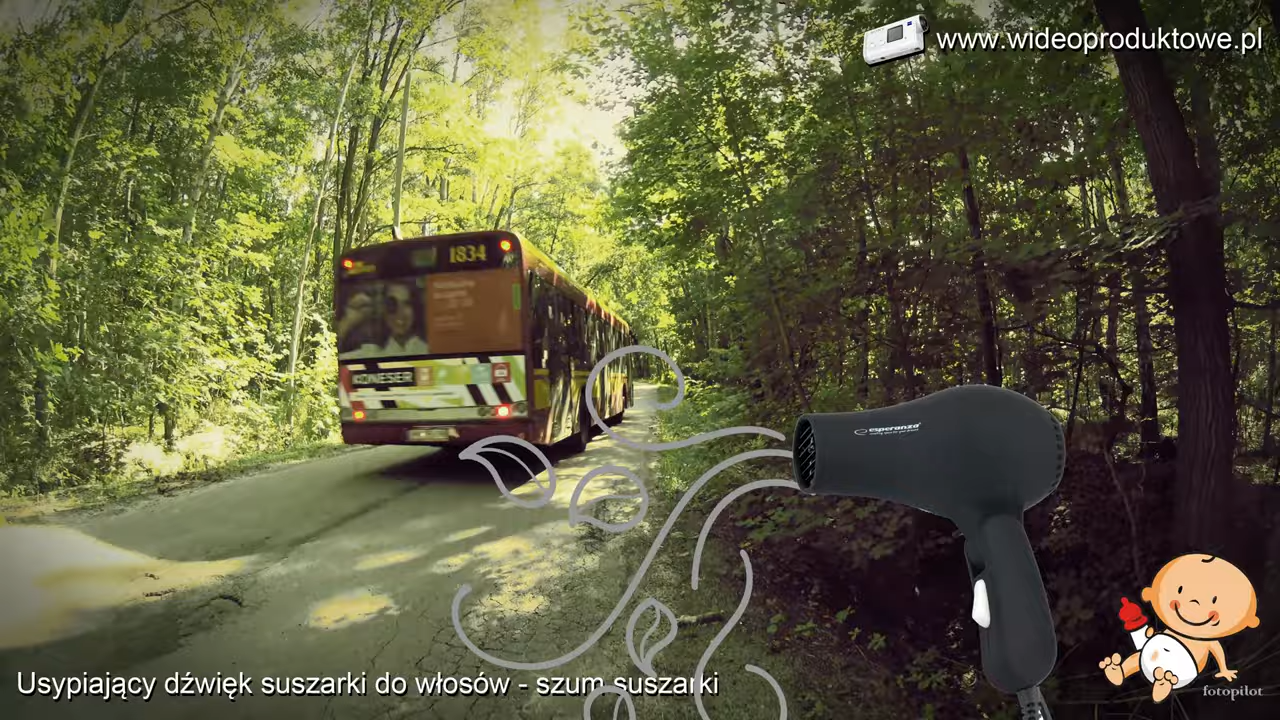 www.wideoproduktowe.pl
1834
KONESER
esperanza
Usypiający dźwięk suszarki do włosów - szum suszarki
fotopilot